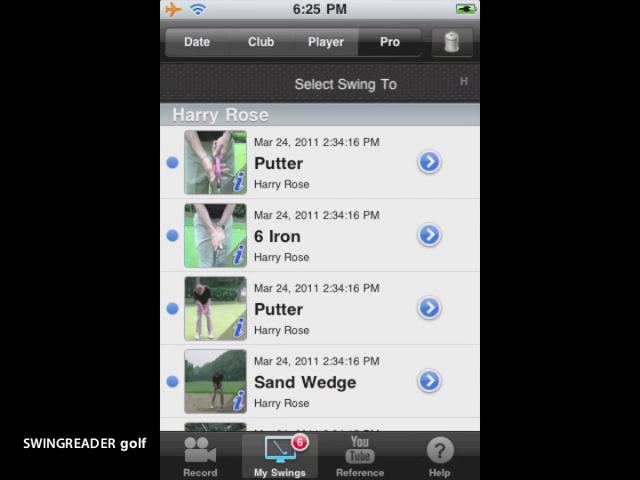 6:25 PM
Date Club Player Pro
Select Swing To
H
Harry Rose
Mar 24, 2011 2:34:16 PM
Putter
Harry Rose
Mar 24, 2011 2:34:16 PM
6 Iron
Harry Rose
Mar 24, 2011 2:34:16 PM
Putter
Harry Rose
Mar 24, 2011 2:34:16 PM
Sand Wedge
Harry Rose
SWINGREADER golf
6
You
Tube
?
Record My Swings Reference Help